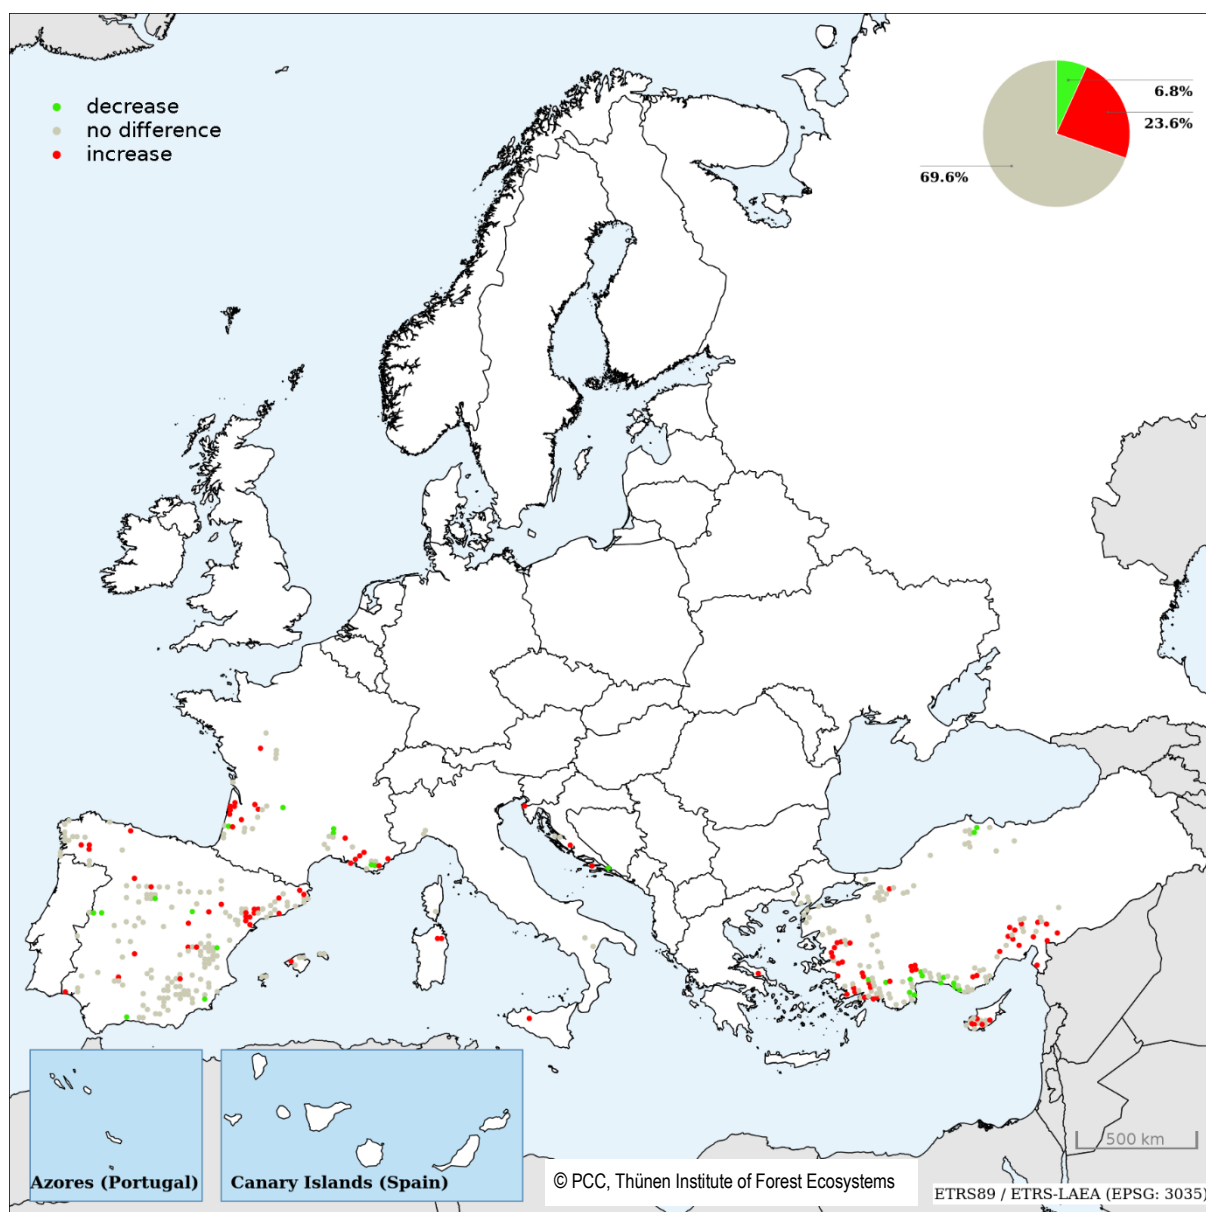 decrease
no difference
increase
6.8%
23.6%
69.6%
500 km
Azores (Portugal)
Canary Islands (Spain)
© PCC, Thünen Institute of Forest Ecosystems
ETRS89 / ETRS-LAEA (EPSG: 3035)